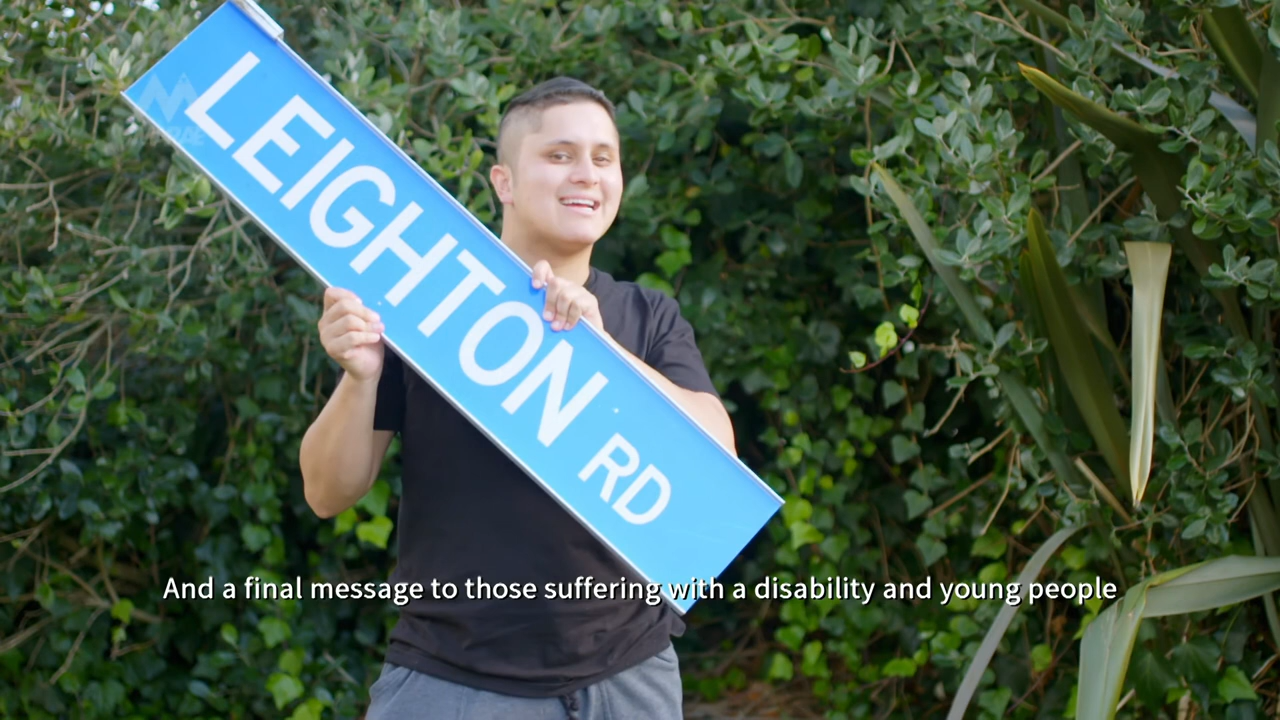 LEIGHTON RD
And a final message to those suffering with a disability and young people